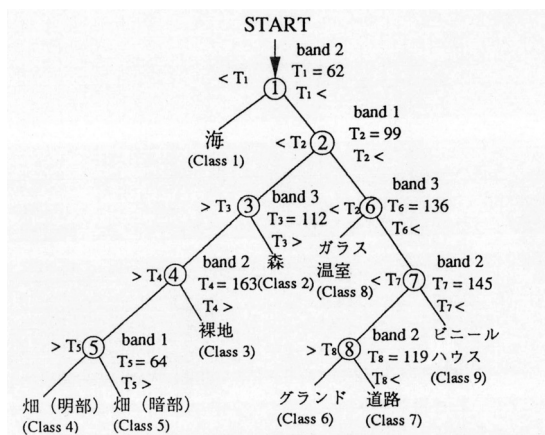 START
band 2
< T1
T1 = 62
1
T1 <
海
(Class 1)
band 1
T2 = 99
< T2
2
T2 <
band 3
> T3
3
T3 = 112
T3 >
森
(Class 2)
band 3
< T2
6
T6 = 136
T6 <
ガラス
温室
(Class 8)
band 2
> T4
4
T4 = 163
T4 >
裸地
(Class 3)
band 2
< T7
7
T7 = 145
T7 <
ビニール
ハウス
(Class 9)
band 1
> T5
5
T5 = 64
T5 >
畑（明部）
(Class 4)
畑（暗部）
(Class 5)
band 2
> T8
8
T8 = 119
T8 <
グランド
(Class 6)
道路
(Class 7)